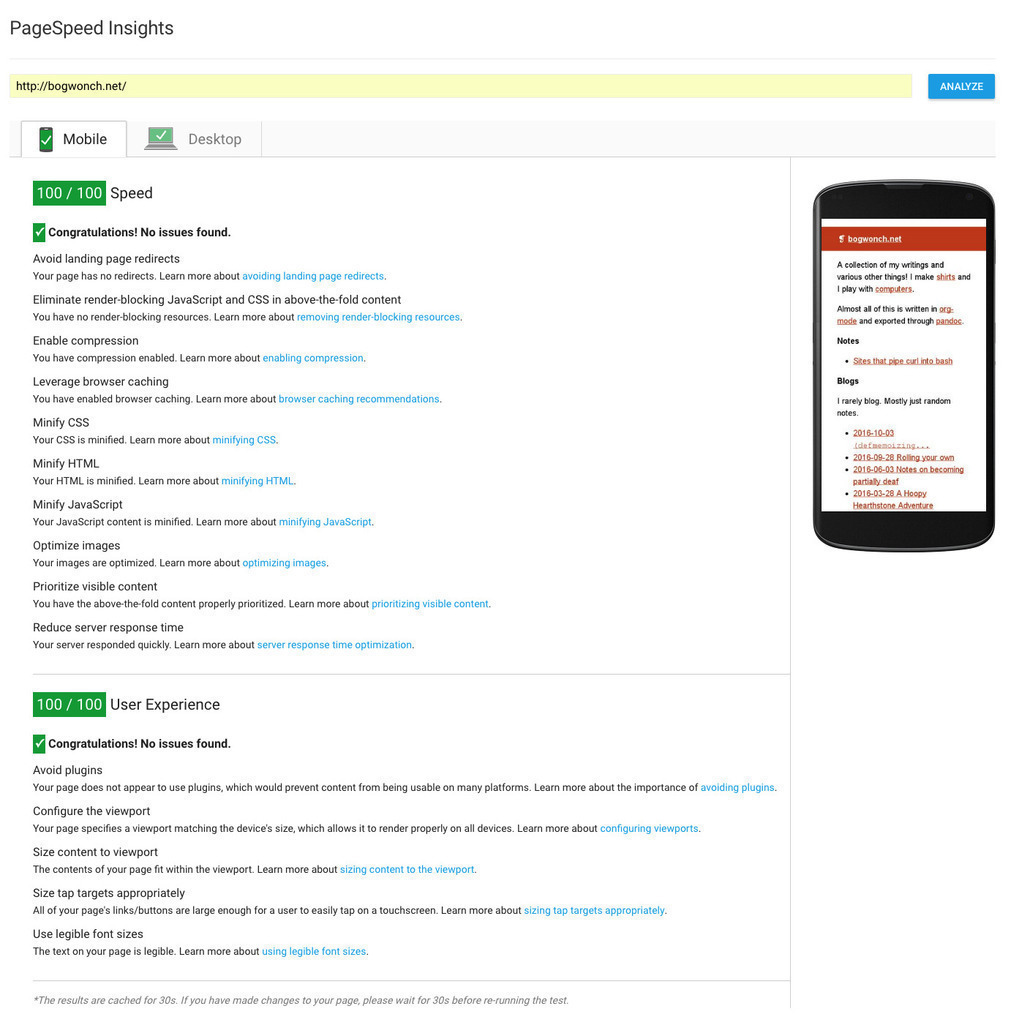 PageSpeed Insights
http://bogwonch.net/
ANALYZE
Mobile
Desktop
100 / 100 Speed
Congratulations! No issues found.
Avoid landing page redirects
Your page has no redirects. Learn more about avoiding landing page redirects.
Eliminate render-blocking JavaScript and CSS in above-the-fold content
You have no render-blocking resources. Learn more about removing render-blocking resources.
Enable compression
You have compression enabled. Learn more about enabling compression.
Leverage browser caching
You have enabled browser caching. Learn more about browser caching recommendations.
Minify CSS
Your CSS is minified. Learn more about minifying CSS.
Minify HTML
Your HTML is minified. Learn more about minifying HTML.
Minify JavaScript
Your JavaScript content is minified. Learn more about minifying JavaScript.
Optimize images
Your images are optimized. Learn more about optimizing images.
Prioritize visible content
You have the above-the-fold content properly prioritized. Learn more about prioritizing visible content.
Reduce server response time
Your server responded quickly. Learn more about server response time optimization.
100 / 100 User Experience
Congratulations! No issues found.
Avoid plugins
Your page does not appear to use plugins, which would prevent content from being usable on many platforms. Learn more about the importance of avoiding plugins.
Configure the viewport
Your page specifies a viewport matching the device's size, which allows it to render properly on all devices. Learn more about configuring viewports.
Size content to viewport
The contents of your page fit within the viewport. Learn more about sizing content to the viewport.
Size tap targets appropriately
All of your page's links/buttons are large enough for a user to easily tap on a touchscreen. Learn more about sizing tap targets appropriately.
Use legible font sizes
The text on your page is legible. Learn more about using legible font sizes.
*The results are cached for 30s. If you have made changes to your page, please wait for 30s before re-running the test.
❡ bogwonch.net
A collection of my writings and
various other things! I make shirts and
I play with computers.
Almost all of this is written in org-
mode and exported through pandoc.
Notes
• Sites that pipe curl into bash
Blogs
I rarely blog. Mostly just random
notes.
• 2016-10-03
(defmemoizing...
• 2016-09-28 Rolling your own
• 2016-06-03 Notes on becoming
partially deaf
• 2016-03-28 A Hoopy
Hearthstone Adventure